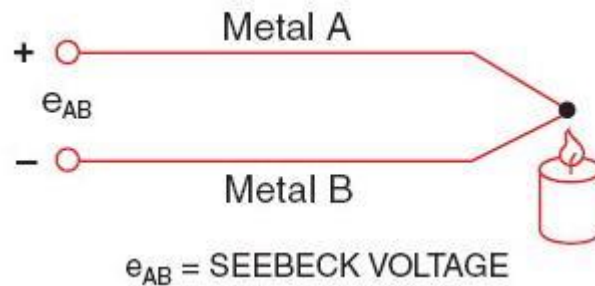 Metal A
+
eAB
−
Metal B
eAB = SEEBECK VOLTAGE